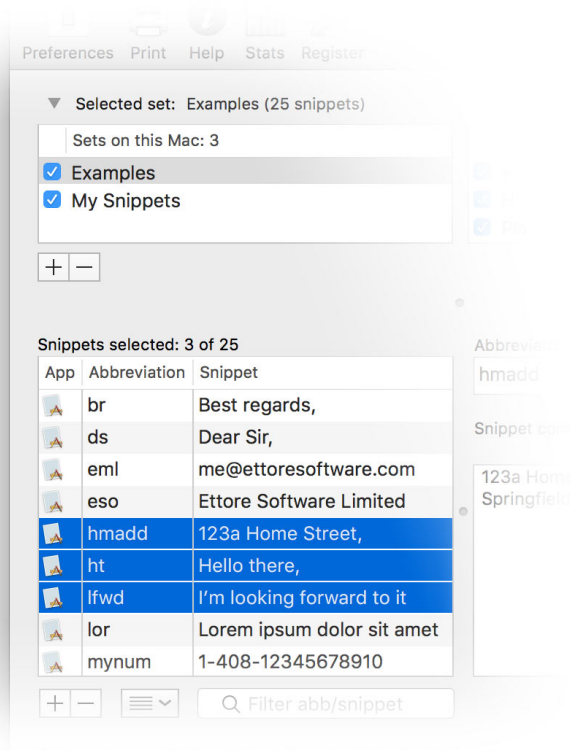 Preferences Print Help Stats Register
Selected set: Examples (25 snippets)
Sets on this Mac: 3
Examples
My Snippets
Snippets selected: 3 of 25
App Abbreviation Snippet
br Best regards,
ds Dear Sir,
eml me@ettoresoftware.com
eso Ettore Software Limited
hmadd 123a Home Street,
ht Hello there,
lfwd I'm looking forward to it
lor Lorem ipsum dolor sit amet
mynum 1-408-12345678910
Filter abb/snippet
Abbreviation
hmadd
Snippet
123a Home
Springfield